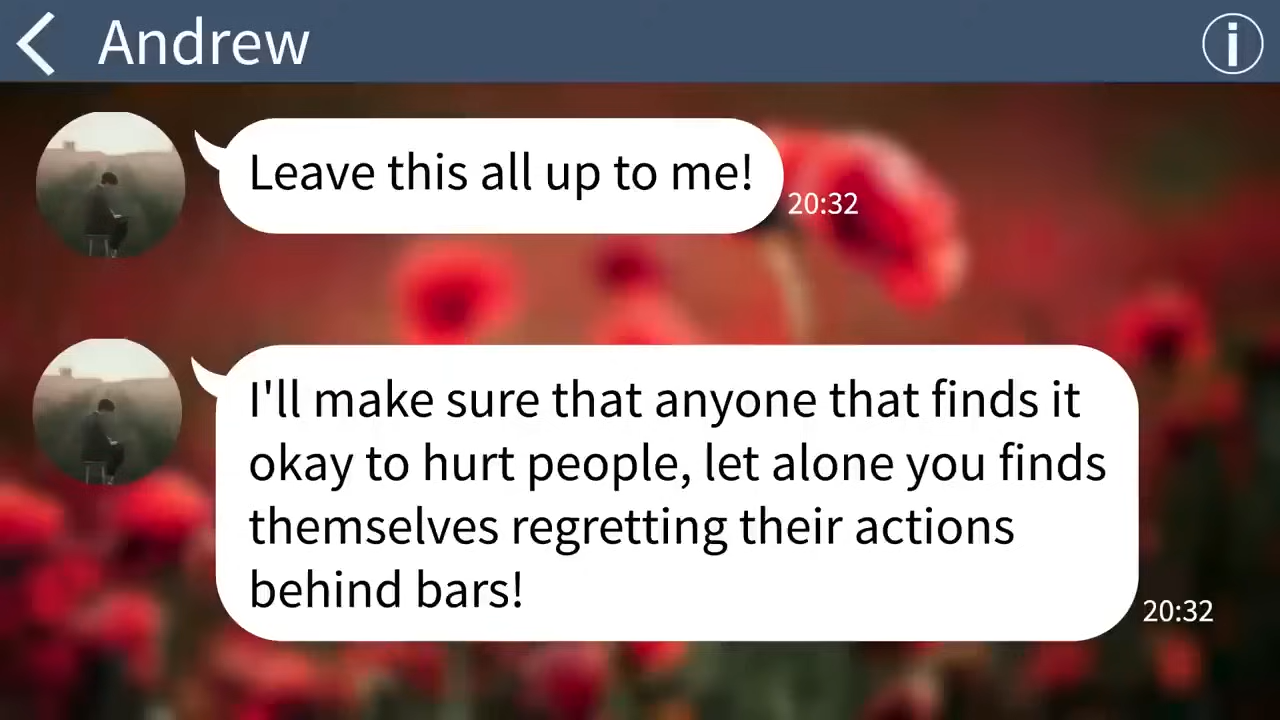 Andrew
Leave this all up to me!
20:32
I'll make sure that anyone that finds it
okay to hurt people, let alone you finds
themselves regretting their actions
behind bars!
20:32